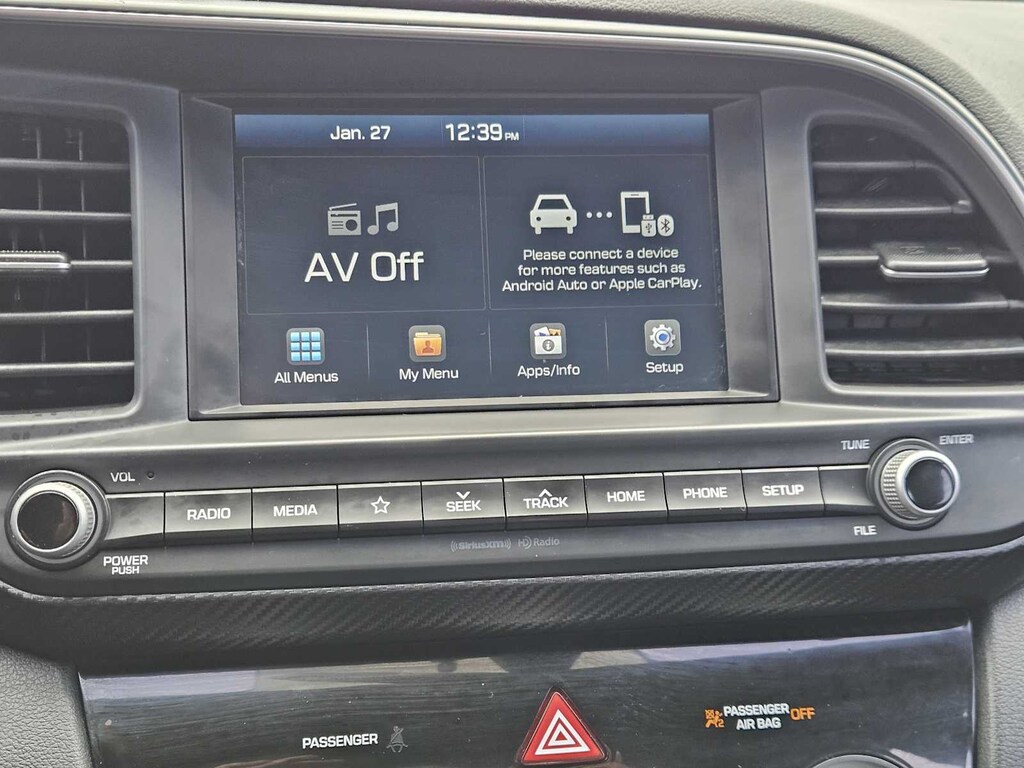 Jan. 27 12:39 PM
AV Off
Please connect a device
for more features such as
Android Auto or Apple CarPlay.
All Menus My Menu Apps/Info Setup
VOL TUNE ENTER
RADIO MEDIA SEEK TRACK HOME PHONE SETUP
POWER
PUSH
FILE
((SiriusXM)) HD Radio
PASSENGER
PASSENGER
AIR BAG
OFF
2